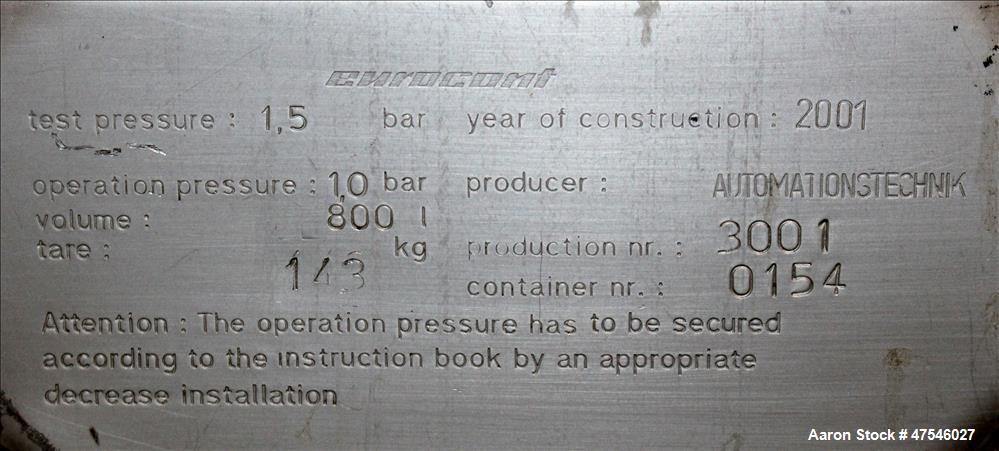 eurocont
test pressure : 1,5 bar year of construction : 2001
operation pressure : 1,0 bar producer : AUTOMATIONSTECHNIK
volume : 800 l
tare : 143 kg production nr. : 3001
container nr. : 0154
Attention : The operation pressure has to be secured
according to the instruction book by an appropriate
decrease installation
Aaron Stock # 47546027